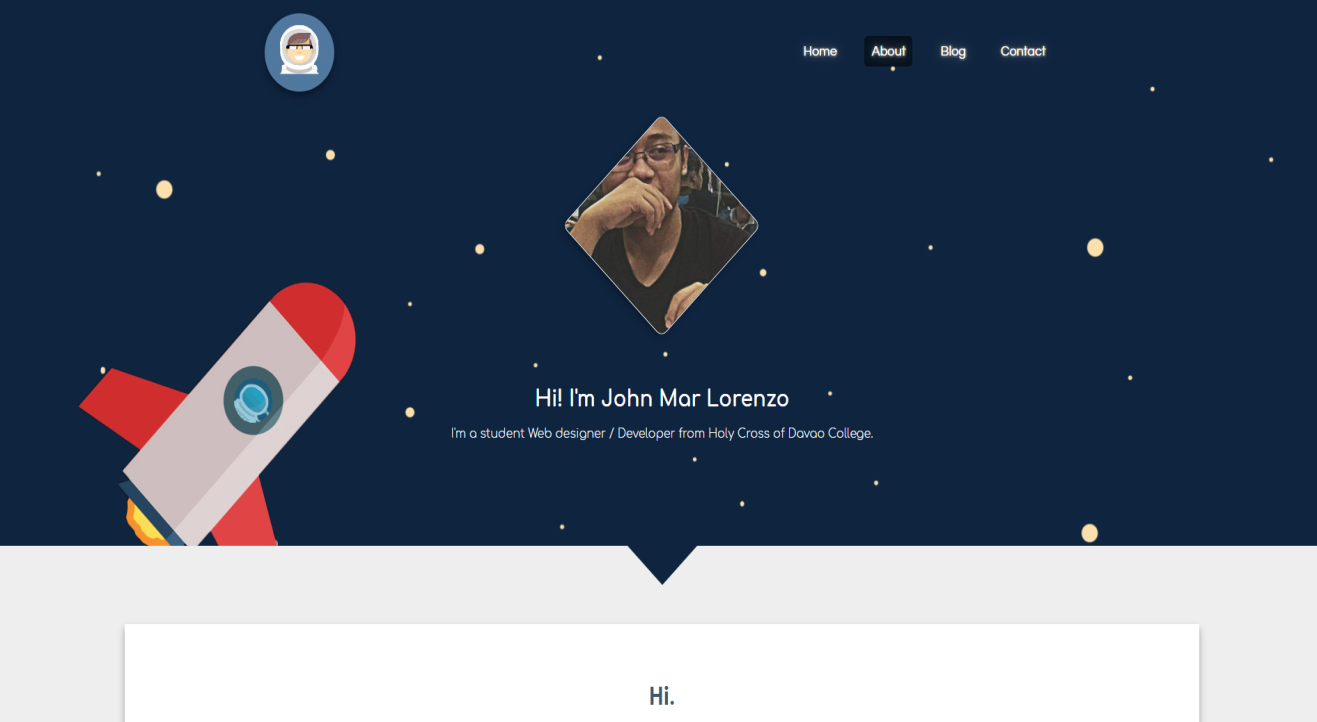 Home About Blog Contact
Hi! I'm John Mar Lorenzo
I'm a student Web designer / Developer from Holy Cross of Davao College.
Hi.